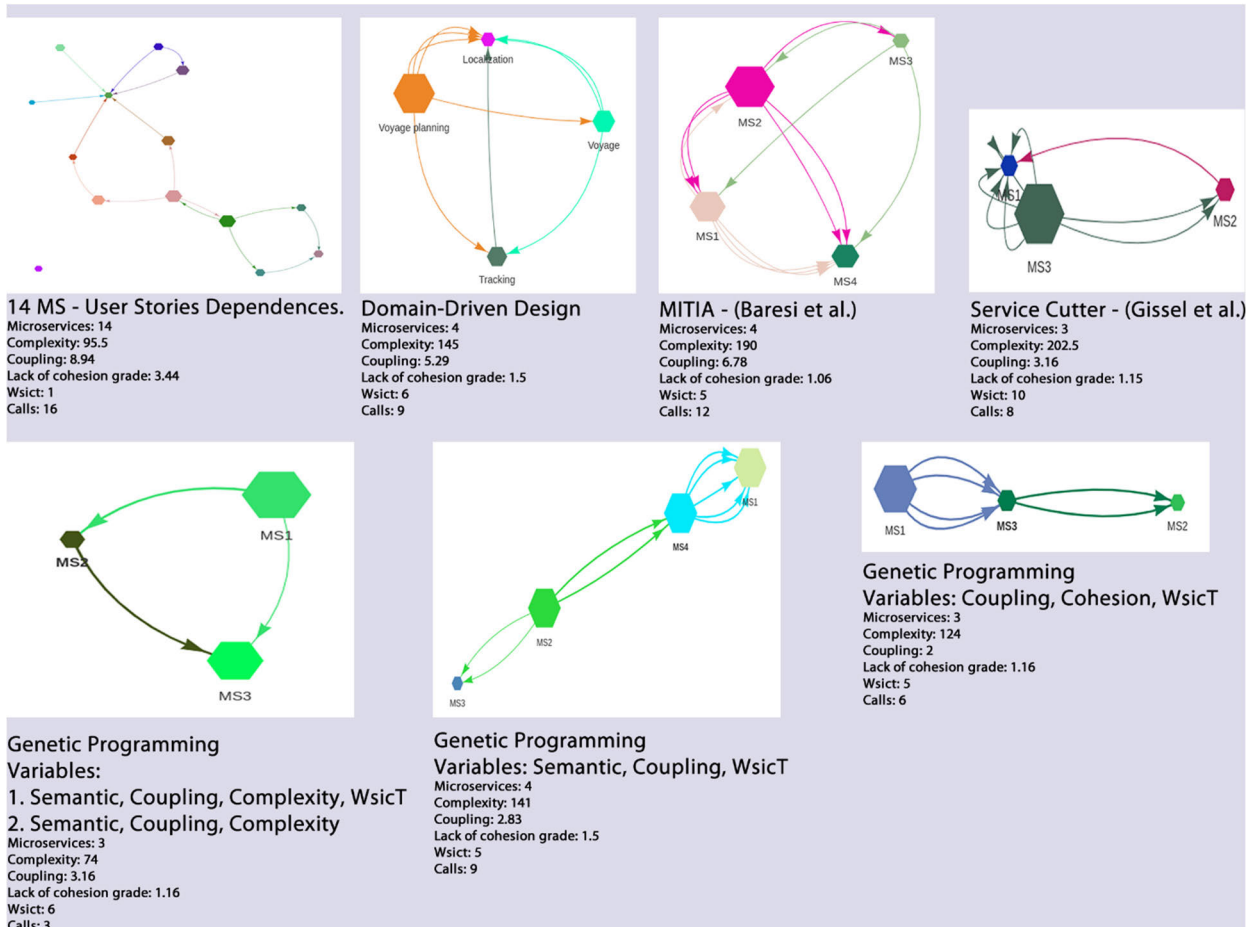 Localization
Voyage planning
Voyage
Tracking
MS3
MS2
MS1
MS4
MS1
MS2
MS3
14 MS - User Stories Dependences.
Microservices: 14
Complexity: 95.5
Coupling: 8.94
Lack of cohesion grade: 3.44
Wsict: 1
Calls: 16
Domain-Driven Design
Microservices: 4
Complexity: 145
Coupling: 5.29
Lack of cohesion grade: 1.5
Wsict: 6
Calls: 9
MITIA - (Baresi et al.)
Microservices: 4
Complexity: 190
Coupling: 6.78
Lack of cohesion grade: 1.06
Wsict: 5
Calls: 12
Service Cutter - (Gissel et al.)
Microservices: 3
Complexity: 202.5
Coupling: 3.16
Lack of cohesion grade: 1.15
Wsict: 10
Calls: 8
MS1
MS2
MS3
Genetic Programming
Variables:
1. Semantic, Coupling, Complexity, WsicT
2. Semantic, Coupling, Complexity
Microservices: 3
Complexity: 74
Coupling: 3.16
Lack of cohesion grade: 1.16
Wsict: 6
Calls: 3
MS1
MS4
MS2
MS3
Genetic Programming
Variables: Semantic, Coupling, WsicT
Microservices: 4
Complexity: 141
Coupling: 2.83
Lack of cohesion grade: 1.5
Wsict: 5
Calls: 9
MS1
MS3
MS2
Genetic Programming
Variables: Coupling, Cohesion, WsicT
Microservices: 3
Complexity: 124
Coupling: 2
Lack of cohesion grade: 1.16
Wsict: 5
Calls: 6